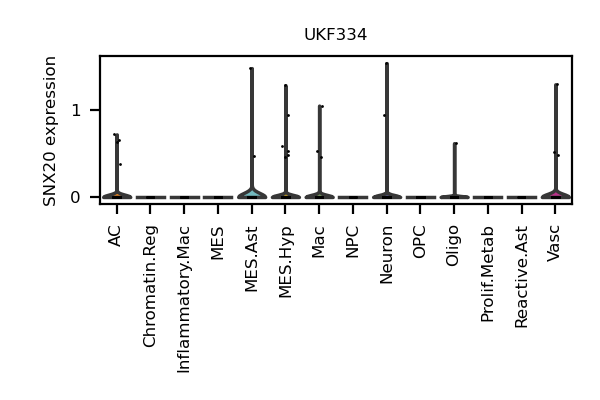 UKF334
SNX20 expression
1
0
AC
Chromatin.Reg
Inflammatory.Mac
MES
MES.Ast
MES.Hyp
Mac
NPC
Neuron
OPC
Oligo
Prolif.Metab
Reactive.Ast
Vasc